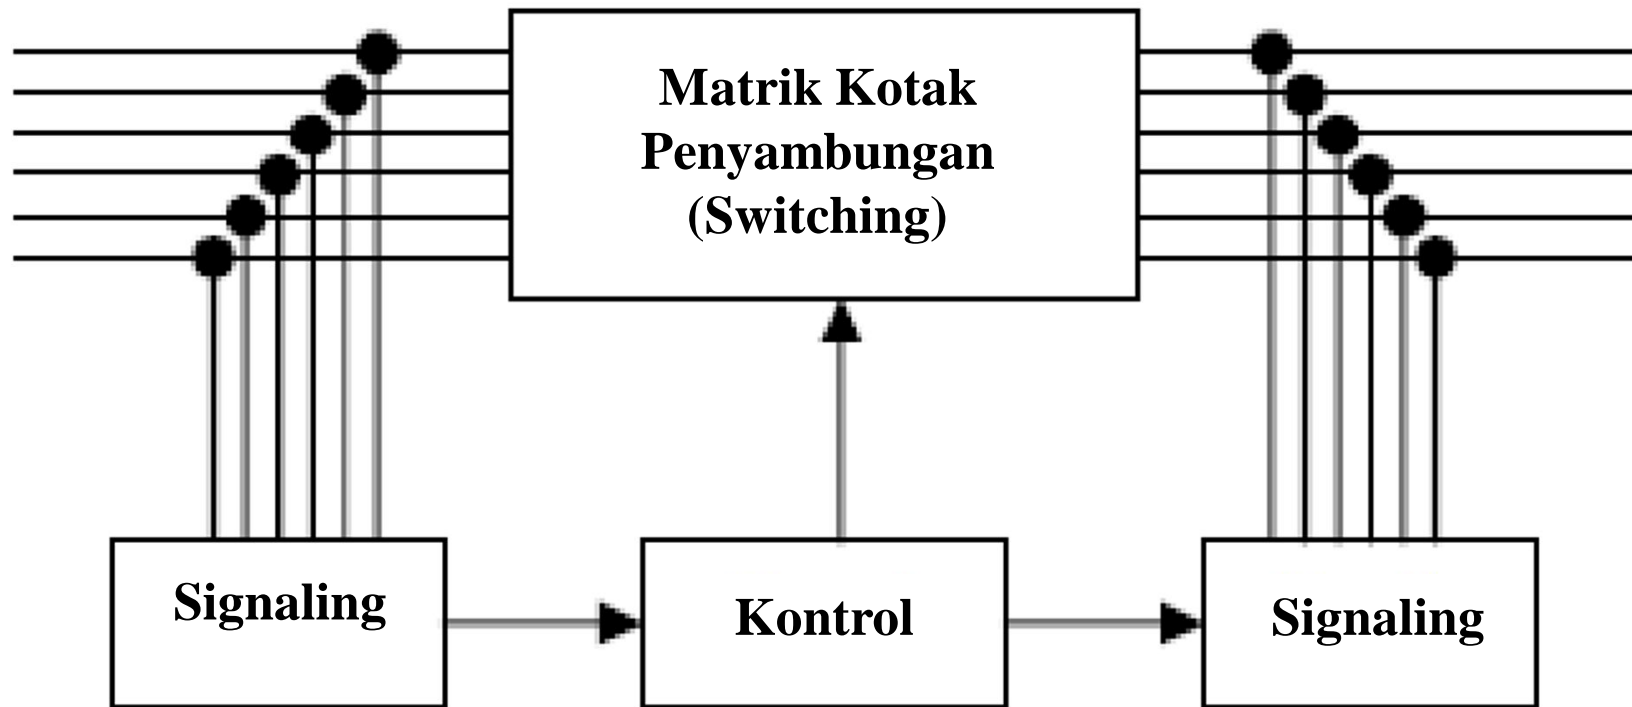 Matrik Kotak
Penyambungan
(Switching)
Signaling
Kontrol
Signaling